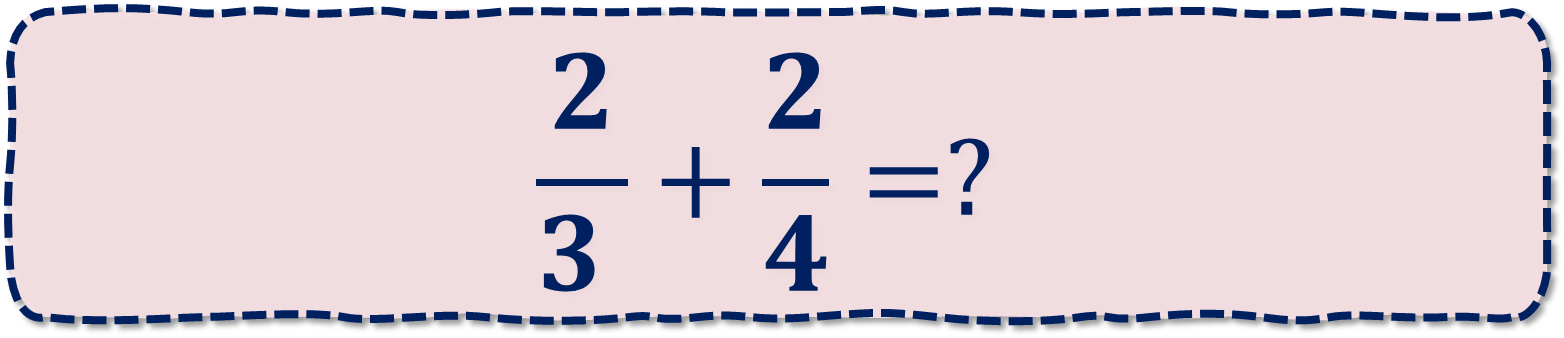 2/3 + 2/4 =?